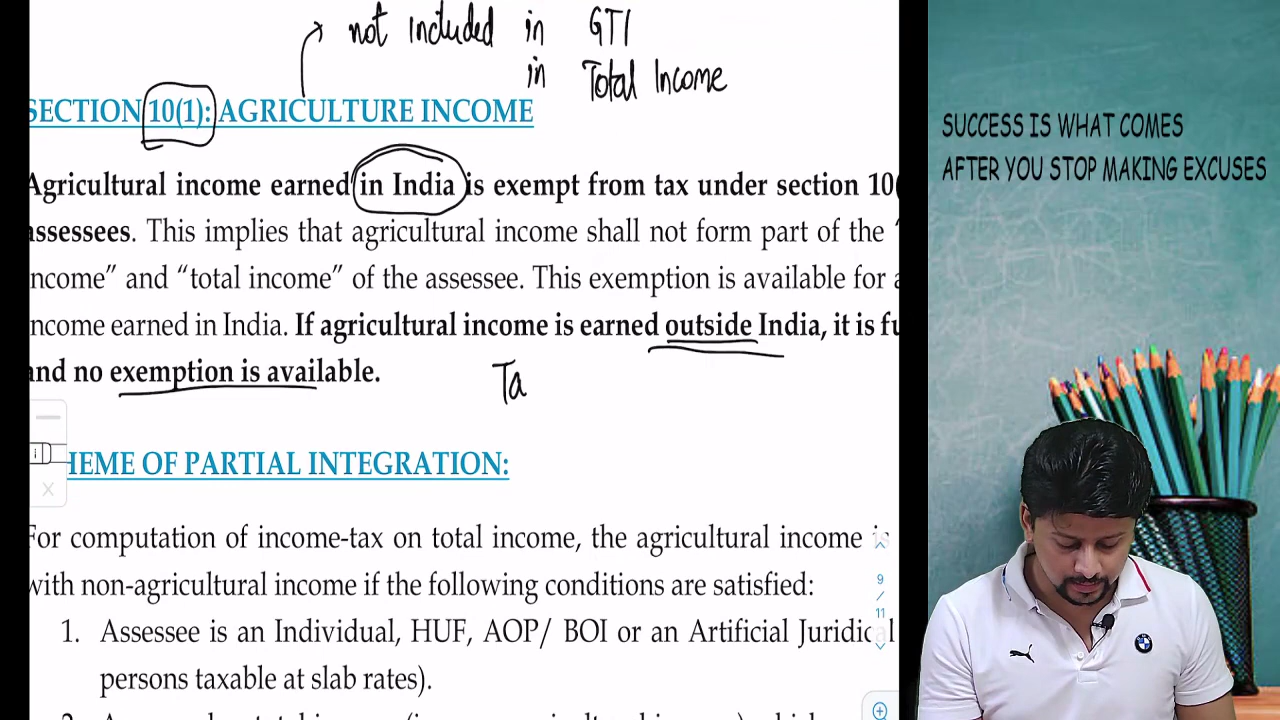 not included in GTI
in Total Income
SECTION 10(1): AGRICULTURE INCOME
SUCCESS IS WHAT COMES
AFTER YOU STOP MAKING EXCUSES
Agricultural income earned in India is exempt from tax under section 10(
assessees. This implies that agricultural income shall not form part of the
income” and “total income” of the assessee. This exemption is available for a
income earned in India. If agricultural income is earned outside India, it is fu
and no exemption is available.
Ta
HEME OF PARTIAL INTEGRATION:
For computation of income-tax on total income, the agricultural income is
with non-agricultural income if the following conditions are satisfied:
9
/
11
1. Assessee is an Individual, HUF, AOP/ BOI or an Artificial Juridical
persons taxable at slab rates).